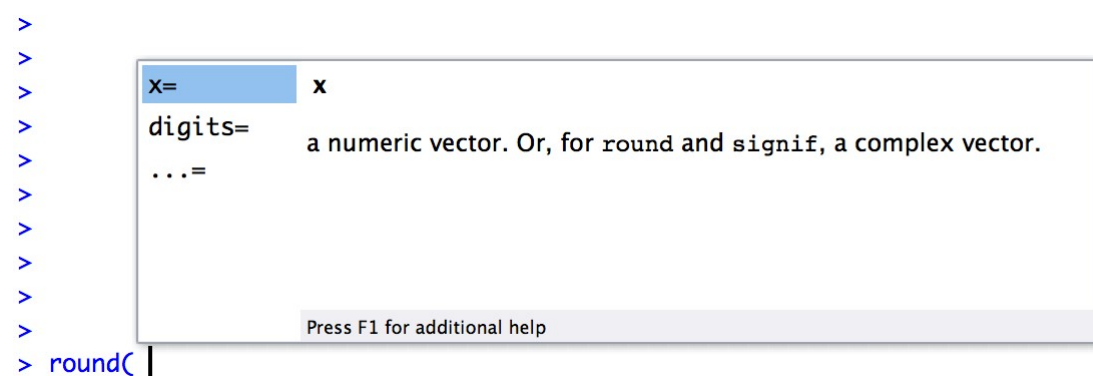 >
>
> x= x
> digits= a numeric vector. Or, for round and signif, a complex vector.
> ...=
>
>
>
>
> Press F1 for additional help
> round(